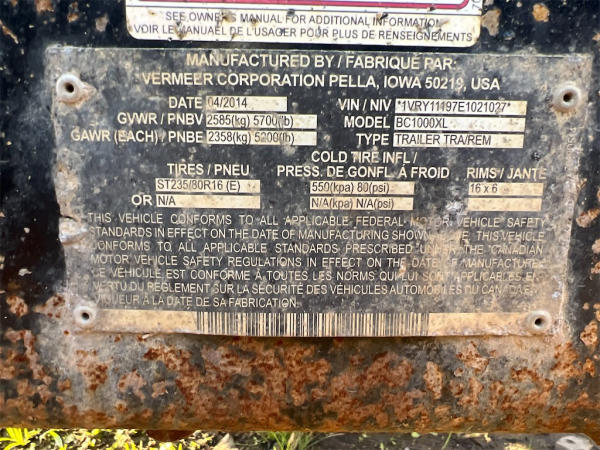 SEE OWNER'S MANUAL FOR ADDITIONAL INFORMATION
VOIR LE MANUEL DE L'USAGER POUR PLUS DE RENSEIGNEMENTS
MANUFACTURED BY / FABRIQUÉ PAR:
VERMEER CORPORATION PELLA, IOWA 50219, USA
DATE 04/2014 VIN / NIV *1VRY11197E1021027*
GVWR / PNBV 2585(kg) 5700(lb) MODEL BC1000XL
GAWR (EACH) / PNBE 2358(kg) 5200(lb) TYPE TRAILER TRA/REM
COLD TIRE INFL /
TIRES / PNEU PRESS. DE GONFL. À FROID RIMS / JANTE
ST235/80R16 (E) 550(kpa) 80(psi) 16 x 6
OR N/A N/A(kpa) N/A(psi)
THIS VEHICLE CONFORMS TO ALL APPLICABLE FEDERAL MOTOR VEHICLE SAFETY
STANDARDS IN EFFECT ON THE DATE OF MANUFACTURING SHOWN ABOVE. THIS VEHICLE
CONFORMS TO ALL APPLICABLE STANDARDS PRESCRIBED UNDER THE CANADIAN
MOTOR VEHICLE SAFETY REGULATIONS IN EFFECT ON THE DATE OF MANUFACTURE.
CE VÉHICULE EST CONFORME À TOUTES LES NORMS QUI LUI SONT APPLICABLES EN
VERTU DU RÈGLEMENT SUR LA SÉCURITÉ DES VÉHICULES AUTOMOBILES DU CANADA EN
VIGUEUR À LA DATE DE SA FABRICATION.